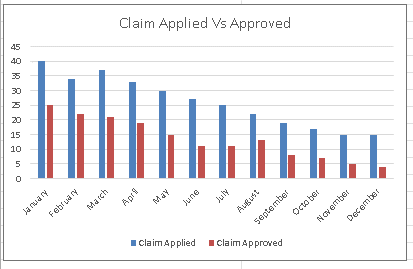 Claim Applied Vs Approved
45
40
35
30
25
20
15
10
5
0
January
February
March
April
May
June
July
August
September
October
November
December
Claim Applied
Claim Approved